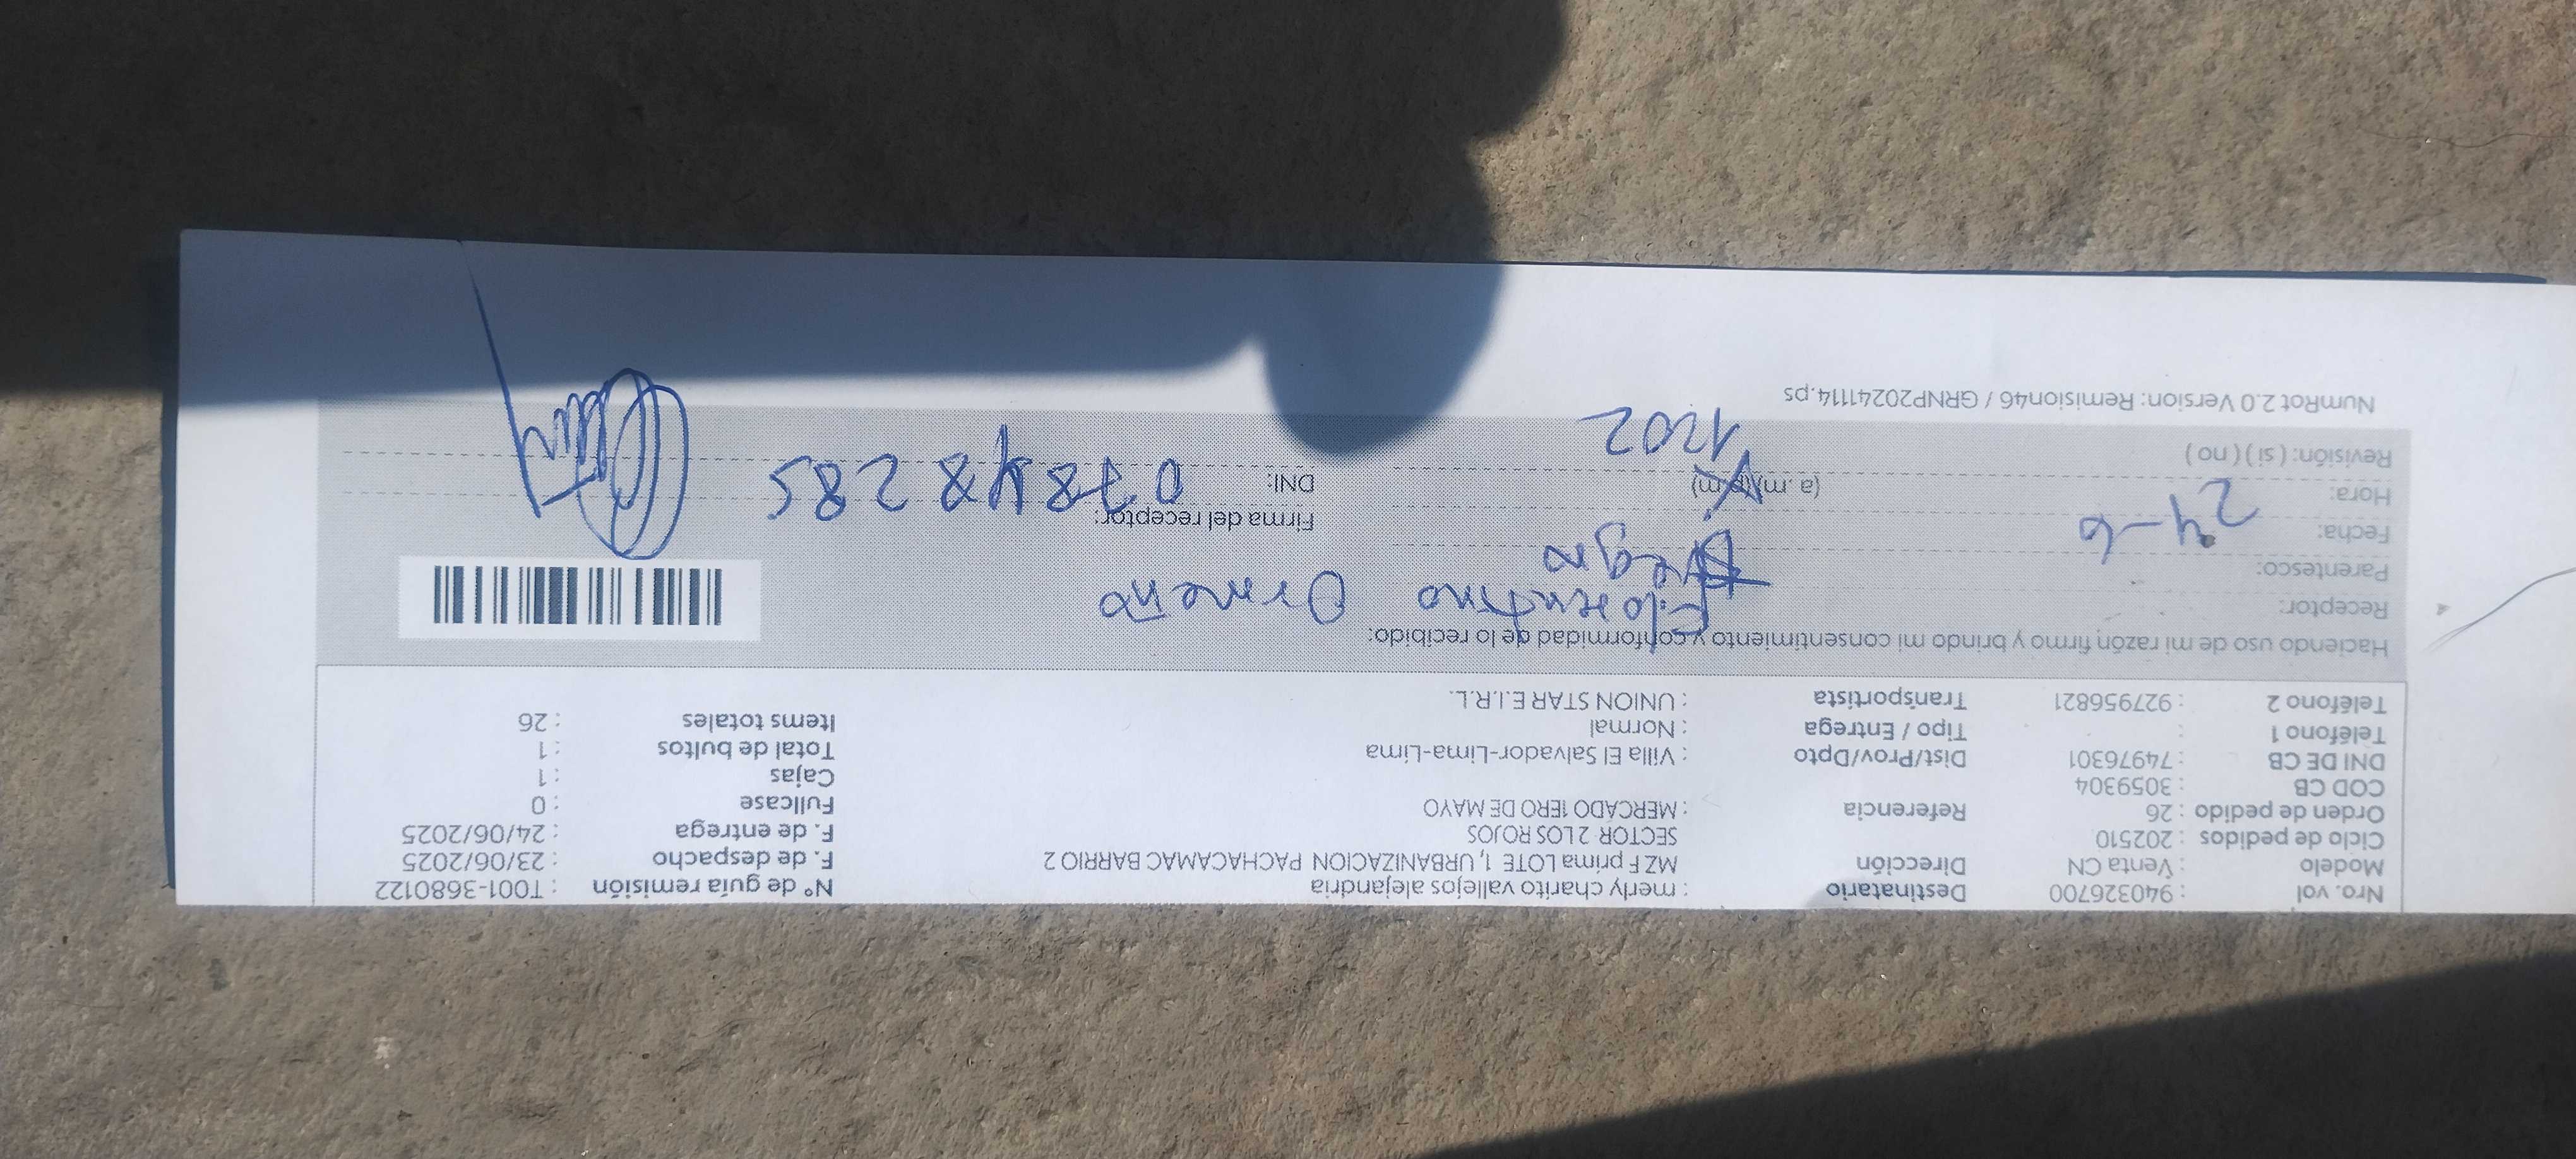 Nro. vol : 940326700 Destinatario : merly charito vallejos alejandria Nº de guía remisión : T001-3680122
Modelo : Venta CN Dirección MZ F prima LOTE 1, URBANIZACION PACHACAMAC BARRIO 2 F. de despacho : 23/06/2025
Ciclo de pedidos : 202510 SECTOR 2 LOS ROJOS F. de entrega : 24/06/2025
Orden de pedido : 26 Referencia : MERCADO 1ERO DE MAYO Fullcase : 0
COD CB : 3059304 Cajas : 1
DNI DE CB : 74976301 Dist/Prov/Dpto : Villa El Salvador-Lima-Lima Total de bultos : 1
Teléfono 1 : Tipo / Entrega : Normal Items totales : 26
Teléfono 2 : 927956821 Transportista : UNION STAR E.I.R.L.
Haciendo uso de mi razón firmo y brindo mi consentimiento y conformidad de lo recibido:
Receptor: Florentino Ormeño
Parentesco:
Fecha: 24-6 Firma del receptor:
Hora: (a. m) (p. m) DNI: 07848285
Revisión: ( si ) ( no ) 1202
NumRot 2.0 Version: Remision46 / GRNP20241114.ps